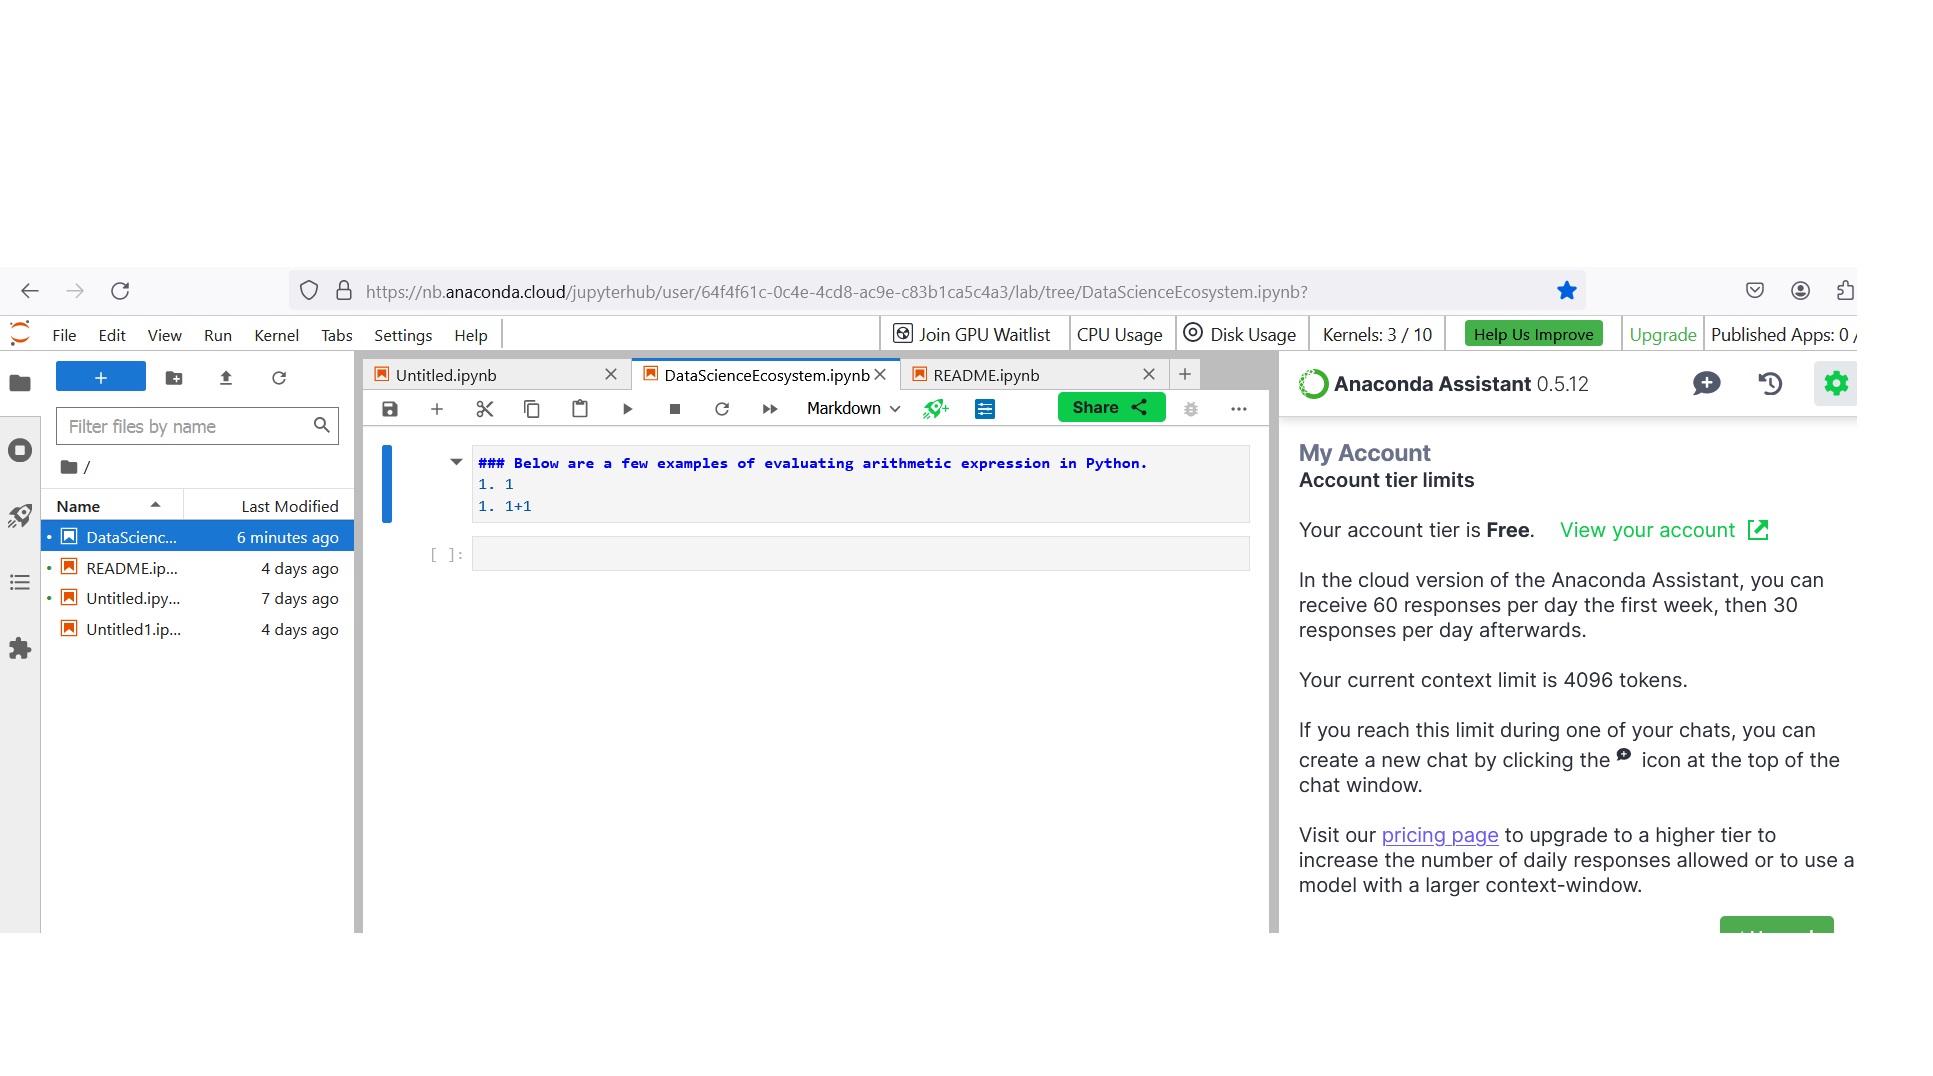 https://nb.anaconda.cloud/jupyterhub/user/64f4f61c-0c4e-4cd8-ac9e-c83b1ca5c4a3/lab/tree/DataScienceEcosystem.ipynb?
File Edit View Run Kernel Tabs Settings Help Join GPU Waitlist CPU Usage Disk Usage Kernels: 3 / 10 Help Us Improve Upgrade Published Apps: 0 /
Untitled.ipynb DataScienceEcosystem.ipynb README.ipynb
Markdown Share
Filter files by name
/
Name Last Modified
DataScienc... 6 minutes ago
README.ip... 4 days ago
Untitled.ipy... 7 days ago
Untitled1.ip... 4 days ago
### Below are a few examples of evaluating arithmetic expression in Python.
1. 1
1. 1+1
[ ]:
Anaconda Assistant 0.5.12
My Account
Account tier limits
Your account tier is Free. View your account
In the cloud version of the Anaconda Assistant, you can
receive 60 responses per day the first week, then 30
responses per day afterwards.
Your current context limit is 4096 tokens.
If you reach this limit during one of your chats, you can
create a new chat by clicking the icon at the top of the
chat window.
Visit our pricing page to upgrade to a higher tier to
increase the number of daily responses allowed or to use a
model with a larger context-window.